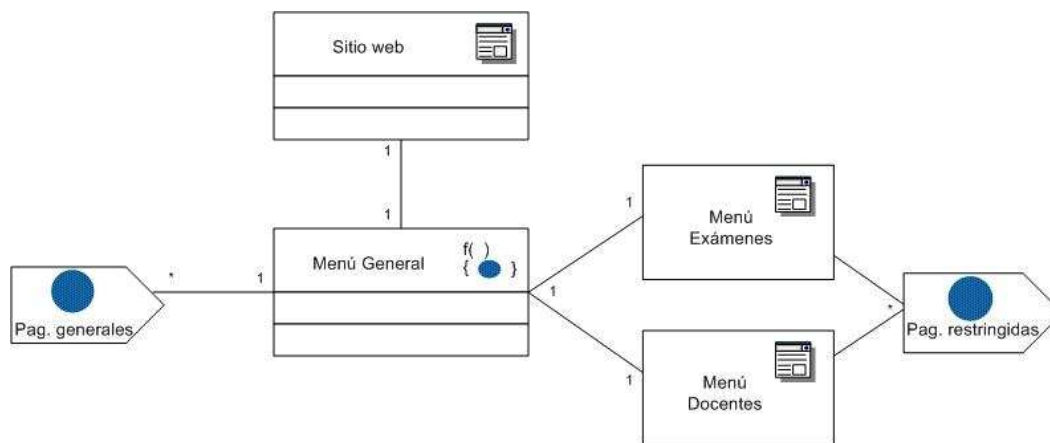 Sitio web
1
1
Menú General
f( )
{ }
1
*
Pag. generales
1
1
1
Menú
Exámenes
Menú
Docentes
*
Pag. restringidas